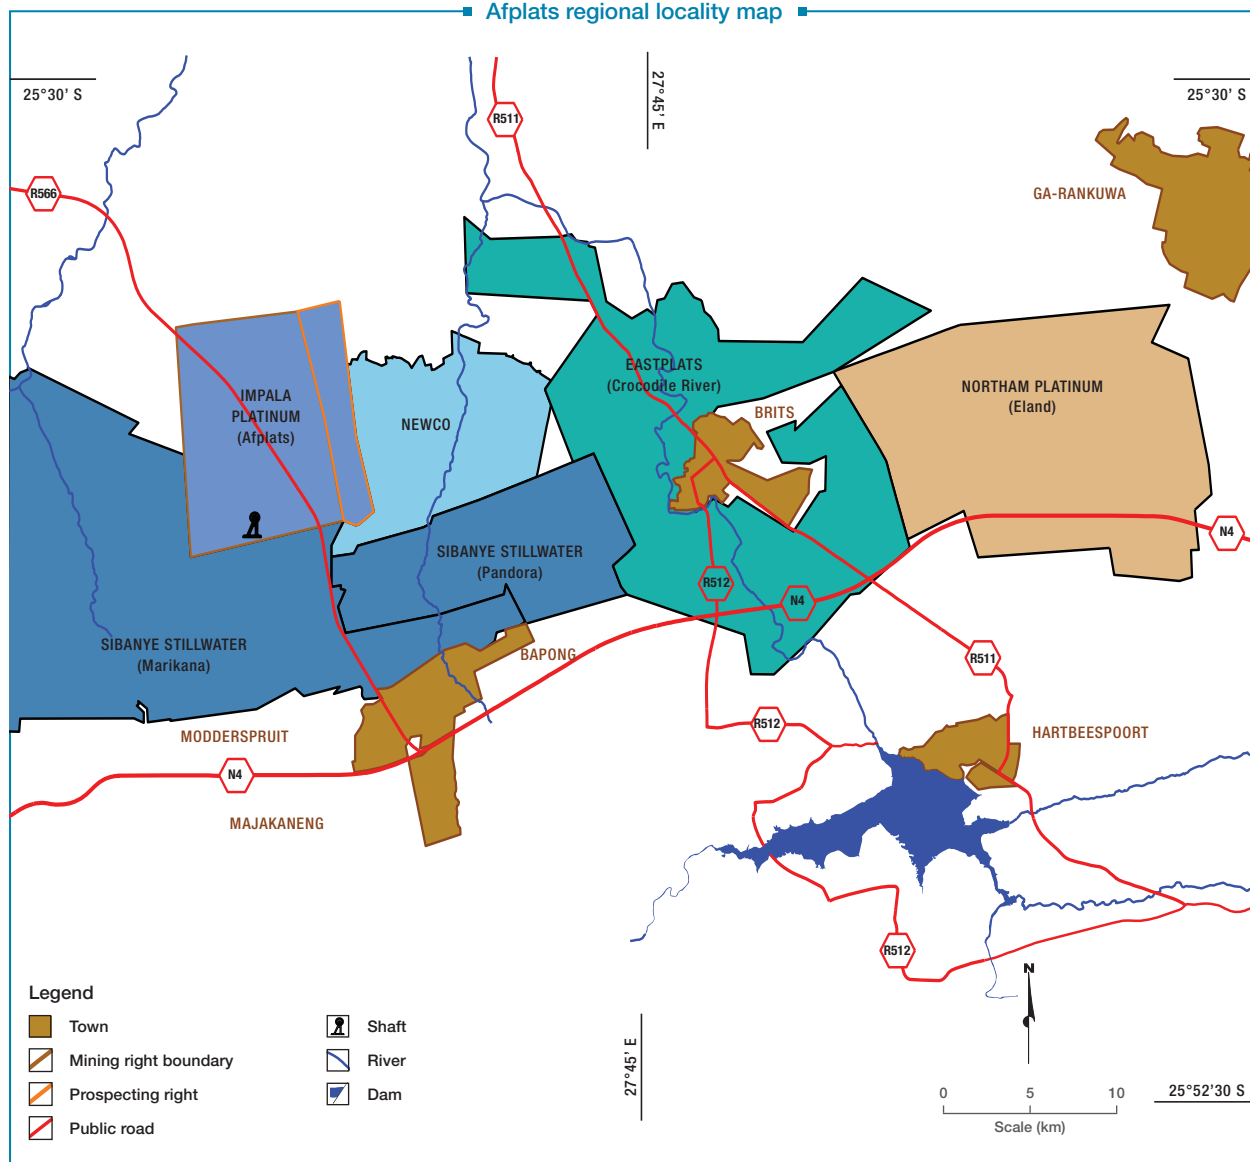 Afplats regional locality map
25°30' S
27°45' E
25°30' S
R511
R566
GA-RANKUWA
EASTPLATS
(Crocodile River)
IMPALA
PLATINUM
(Afplats)
NEWCO
BRITS
NORTHAM PLATINUM
(Eland)
N4
SIBANYE STILLWATER
(Pandora)
R512
N4
SIBANYE STILLWATER
(Marikana)
BAPONG
R511
R512
MODDERSPRUIT
HARTBEESPOORT
N4
MAJAKANENG
R512
N
Legend
Town
Mining right boundary
Prospecting right
Public road
Shaft
River
Dam
27°45' E
0 5 10
Scale (km)
25°52'30 S